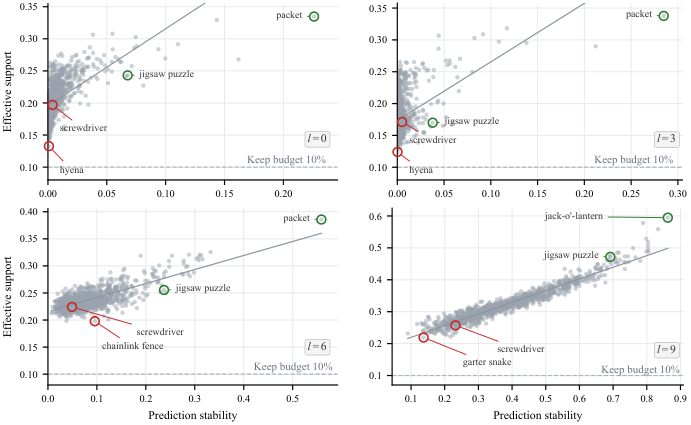 0.35
0.30
0.25
0.20
0.15
0.10
Effective support
packet
jigsaw puzzle
screwdriver
hyena
l=0
Keep budget 10%
0.00 0.05 0.10 0.15 0.20
0.35
0.30
0.25
0.20
0.15
0.10
packet
jigsaw puzzle
screwdriver
hyena
l=3
Keep budget 10%
0.00 0.05 0.10 0.15 0.20 0.25 0.30
0.40
0.35
0.30
0.25
0.20
0.15
0.10
Effective support
packet
jigsaw puzzle
screwdriver
chainlink fence
l=6
Keep budget 10%
0.0 0.1 0.2 0.3 0.4 0.5
Prediction stability
0.6
0.5
0.4
0.3
0.2
0.1
jack-o'-lantern
jigsaw puzzle
screwdriver
garter snake
l=9
Keep budget 10%
0.1 0.2 0.3 0.4 0.5 0.6 0.7 0.8 0.9
Prediction stability